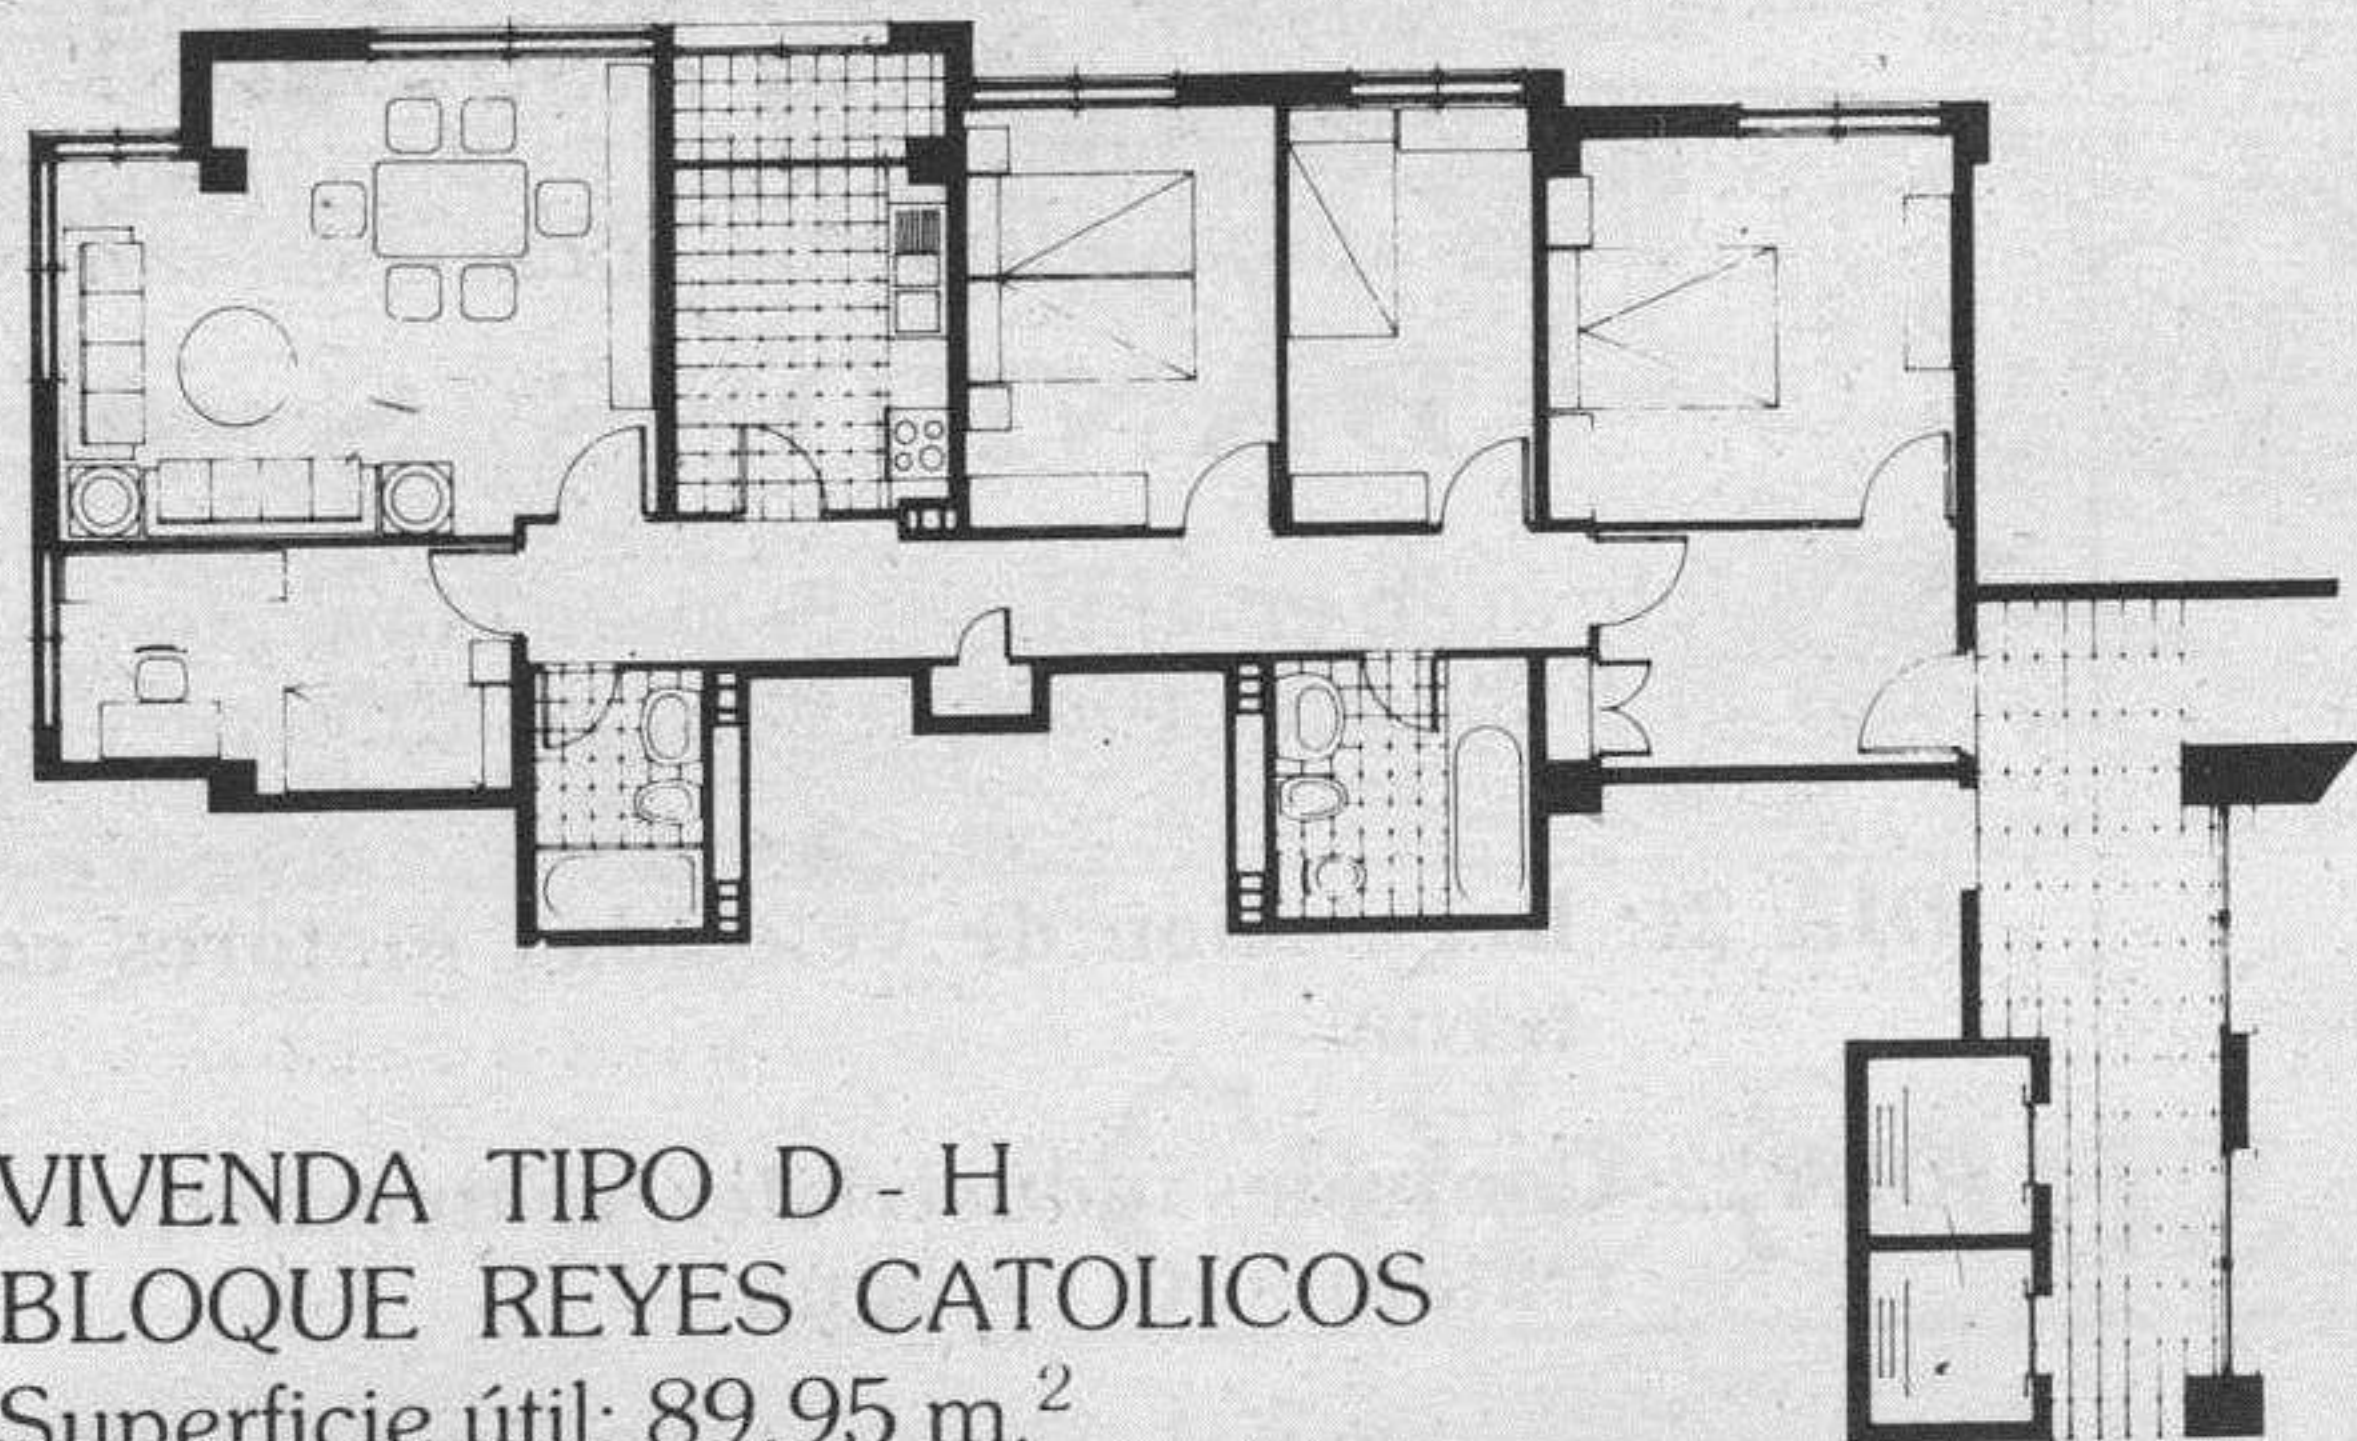 VIVENDA TIPO D - H
BLOQUE REYES CATOLICOS
Superficie útil: 89,95 m.²